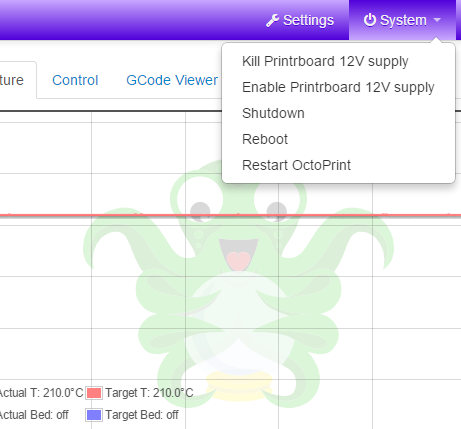 Settings System
Kill Printrboard 12V supply
Enable Printrboard 12V supply
Shutdown
Reboot
Restart OctoPrint
ture Control GCode Viewer
Actual T: 210.0°C Target T: 210.0°C
Actual Bed: off Target Bed: off